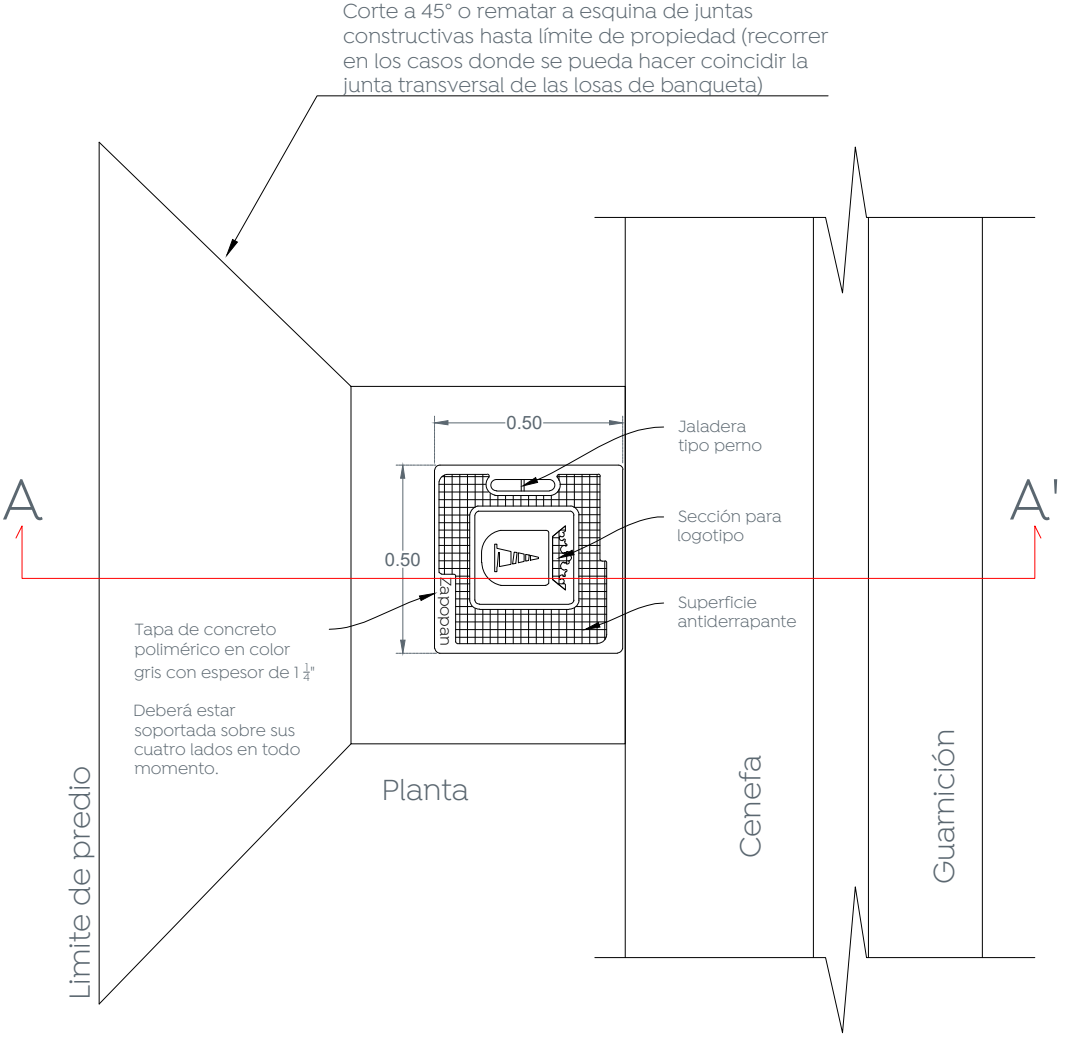 Corte a 45° o rematar a esquina de juntas
constructivas hasta límite de propiedad (recorrer
en los casos donde se pueda hacer coincidir la
junta transversal de las losas de banqueta)
0.50
Jaladera
tipo perno
A
A'
Sección para
logotipo
0.50
Zapopan
Superficie
antiderrapante
Tapa de concreto
polimérico en color
gris con espesor de 1 1/4"
Deberá estar
soportada sobre sus
cuatro lados en todo
momento.
Planta
Limite de predio
Cenefa
Guarnición